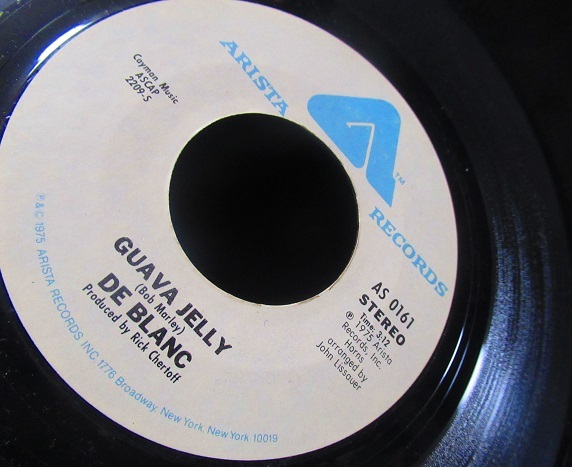 ARISTA
RECORDS
Cayman Music
ASCAP
2209-S
AS 0161
STEREO
Time: 3:12
℗ 1975 Arista
Records, Inc.
Horns
arranged by
John Lissauer
GUAVA JELLY
(Bob Marley)
DE BLANC
Produced by Rick Chertoff
P & © 1975 ARISTA RECORDS INC 1776 Broadway, New York, New York 10019
TM